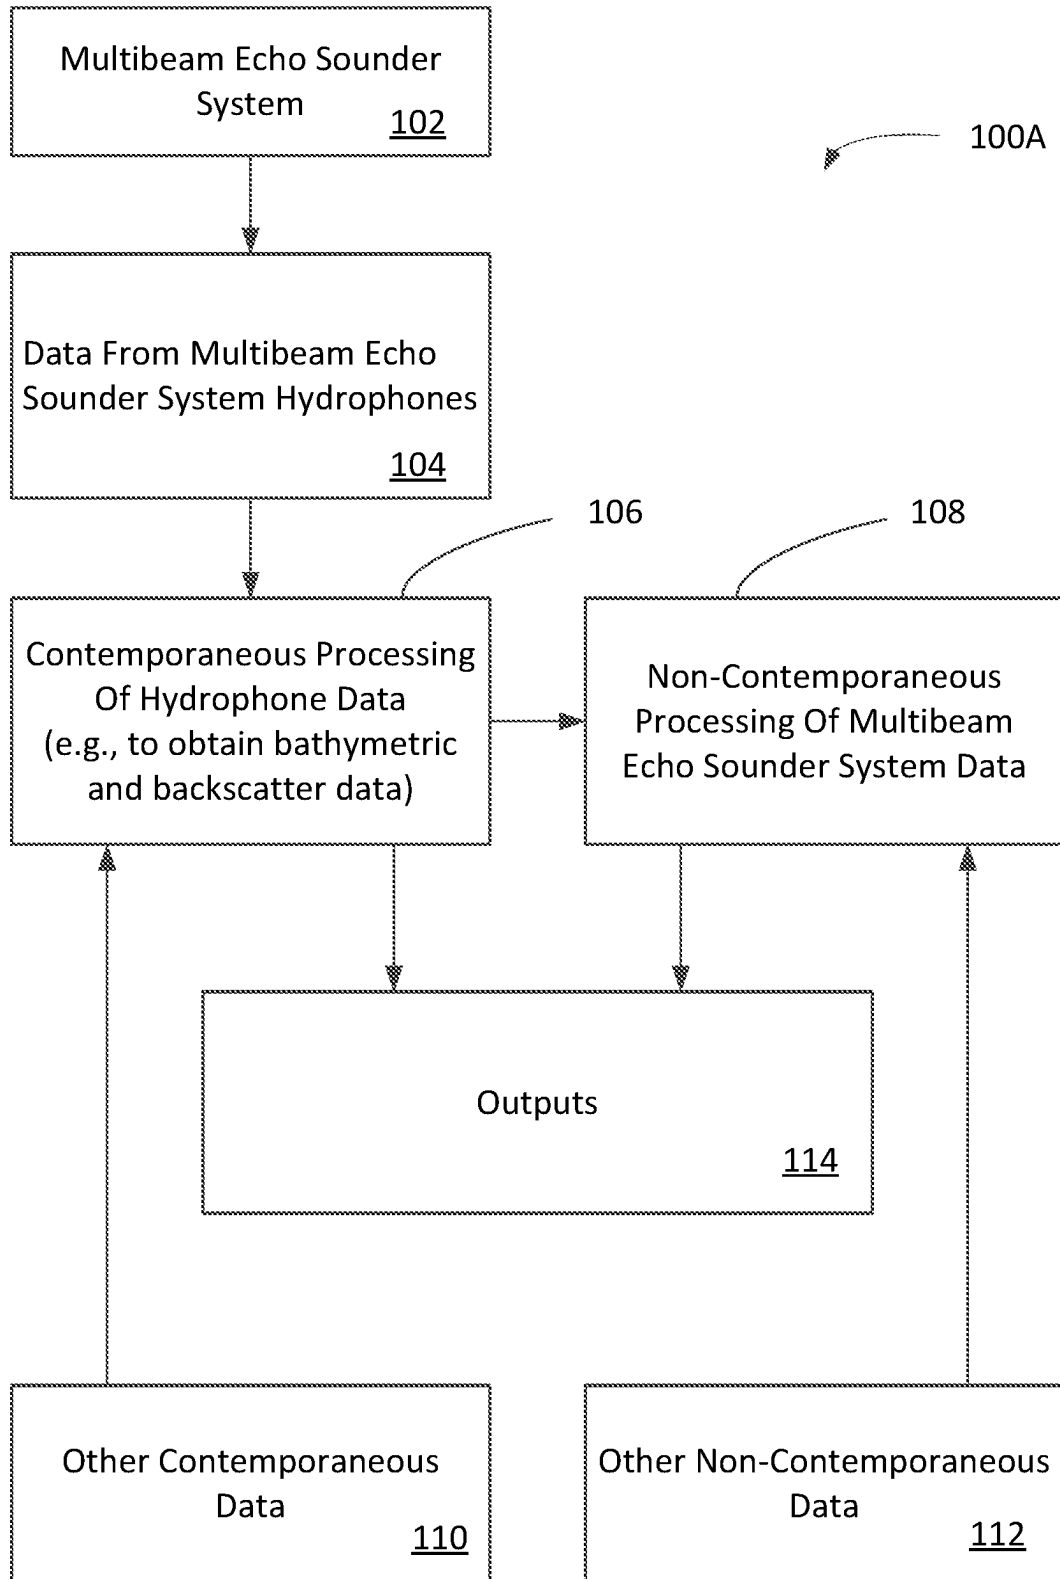 Multibeam Echo Sounder
System
102
100A
Data From Multibeam Echo
Sounder System Hydrophones
104
106
108
Contemporaneous Processing
Of Hydrophone Data
(e.g., to obtain bathymetric
and backscatter data)
Non-Contemporaneous
Processing Of Multibeam
Echo Sounder System Data
Outputs
114
Other Contemporaneous
Data
110
Other Non-Contemporaneous
Data
112